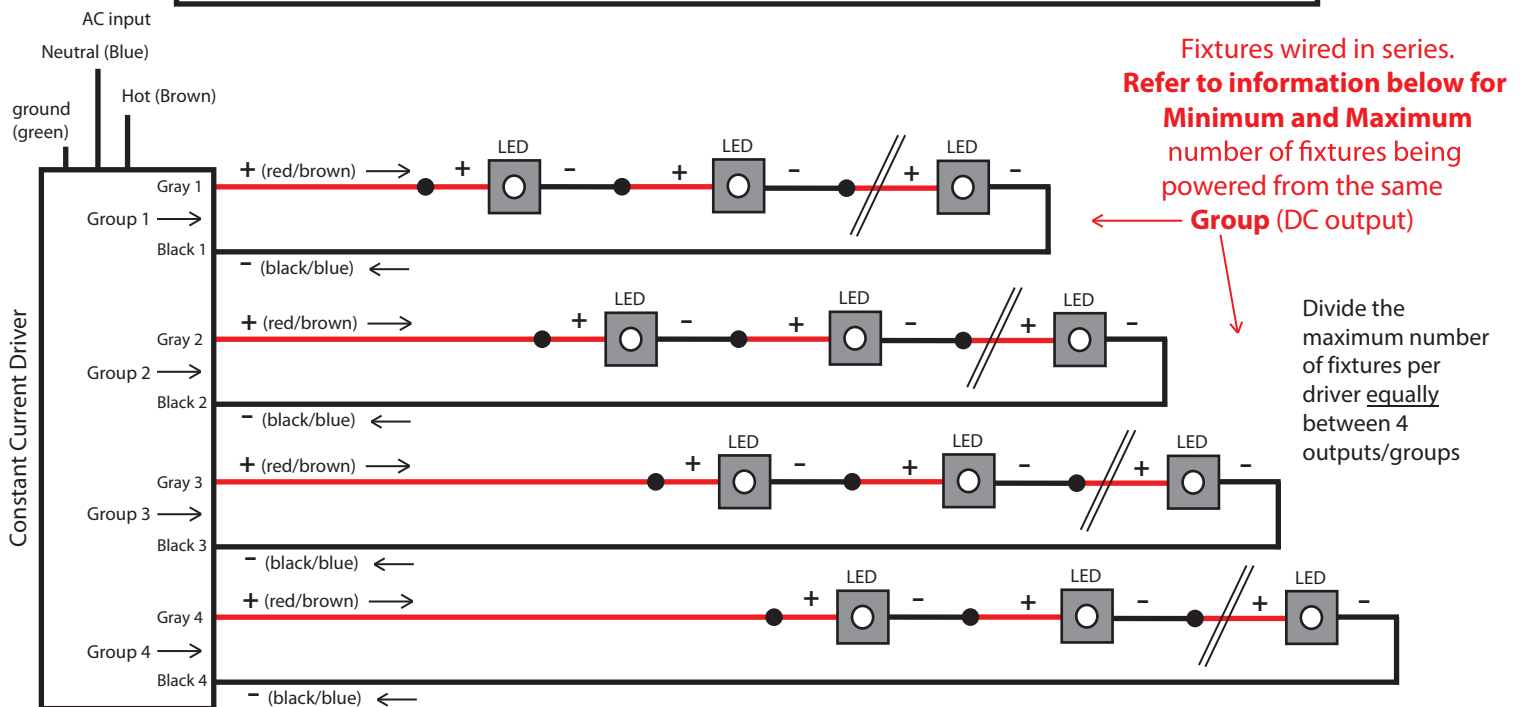 AC input
Neutral (Blue)
Hot (Brown)
ground
(green)
Constant Current Driver
Fixtures wired in series.
Refer to information below for
Minimum and Maximum
number of fixtures being
powered from the same
Group (DC output)
Divide the
maximum number
of fixtures per
driver equally
between 4
outputs/groups
+ (red/brown)
LED
LED
LED
+ - + - + -
Gray 1
Group 1
Black 1
- (black/blue)
+ (red/brown)
LED
LED
LED
+ - + - + -
Gray 2
Group 2
Black 2
- (black/blue)
+ (red/brown)
LED
LED
LED
+ - + - + -
Gray 3
Group 3
Black 3
- (black/blue)
+ (red/brown)
LED
LED
LED
+ - + - + -
Gray 4
Group 4
Black 4
- (black/blue)